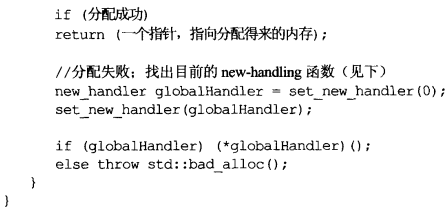 if (分配成功)
return (一个指针，指向分配得来的内存);
//分配失败；找出目前的 new-handling 函数（见下）
new_handler globalHandler = set_new_handler(0);
set_new_handler(globalHandler);
if (globalHandler) (*globalHandler)();
else throw std::bad_alloc();
}
}